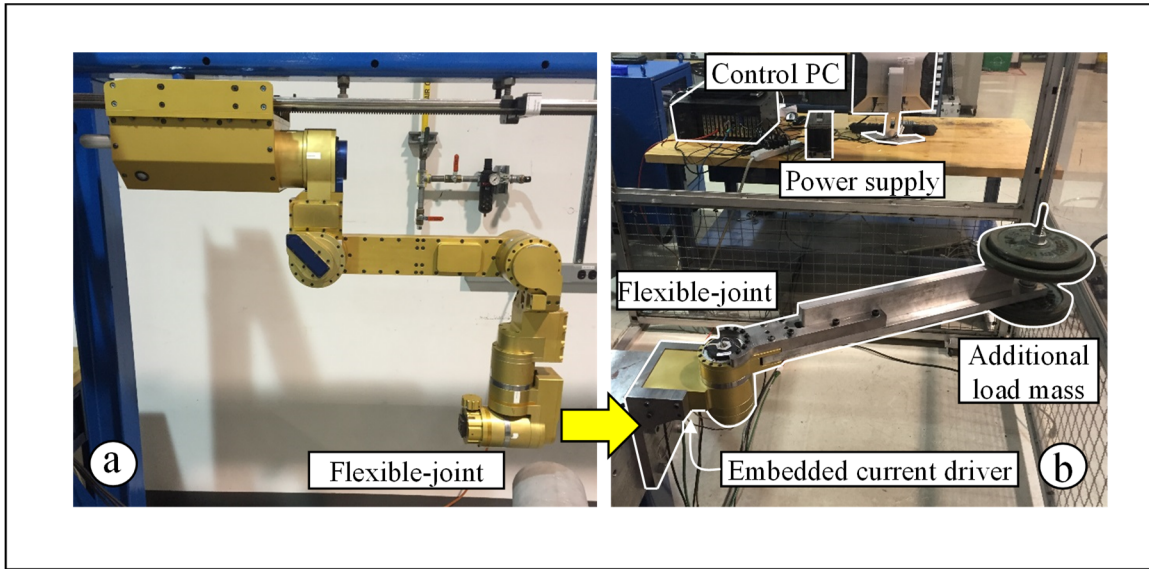 Control PC
Power supply
Flexible-joint
Additional
load mass
Flexible-joint
Embedded current driver
a
b